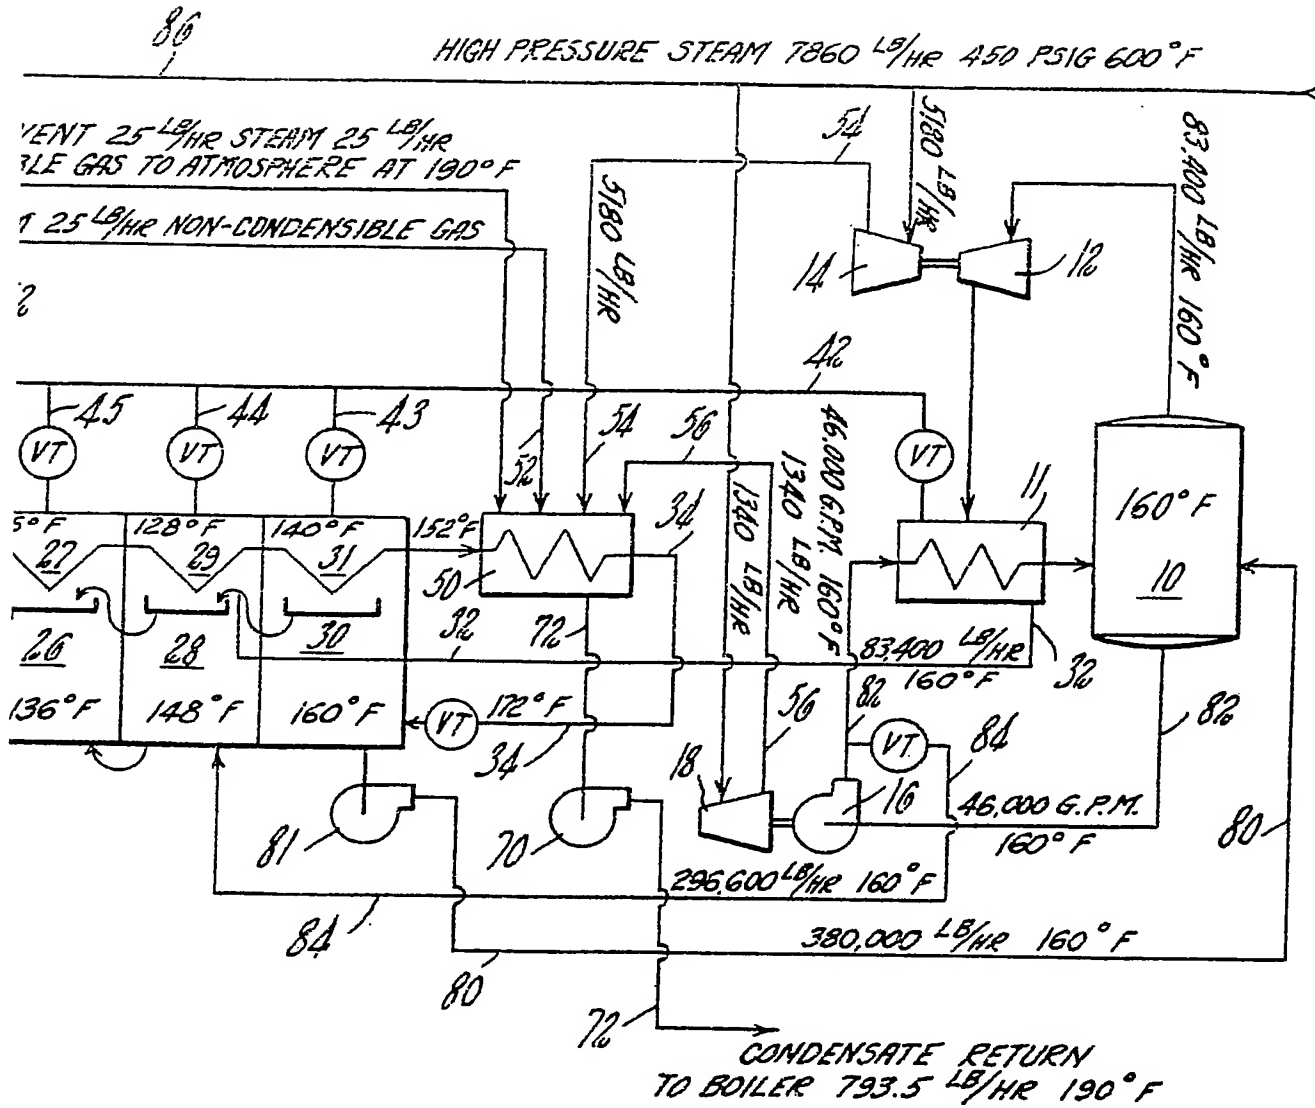 86
HIGH PRESSURE STEAM 7860 LB/HR 450 PSIG 600°F
VENT 25 LB/HR STEAM 25 LB/HR
BLE GAS TO ATMOSPHERE AT 190°F
25 LB/HR NON-CONDENSIBLE GAS
54
5180 LB/HR
83,400 LB/HR 160°F
5180 LB/HR
14
12
42
45
44
43
VT
VT
VT
VT
52
54
56
34
46,000 G.P.M. 160°F
1340 LB/HR
1340 LB/HR
11
160°F
10
5°F
128°F
140°F
152°F
27
29
31
50
26
28
30
32
72
83,400 LB/HR
160°F
32
136°F
148°F
160°F
VT
172°F
34
56
82
VT
84
82
18
16
46,000 G.P.M.
160°F
80
81
70
296,600 LB/HR 160°F
84
380,000 LB/HR 160°F
80
72
CONDENSATE RETURN
TO BOILER 793.5 LB/HR 190°F